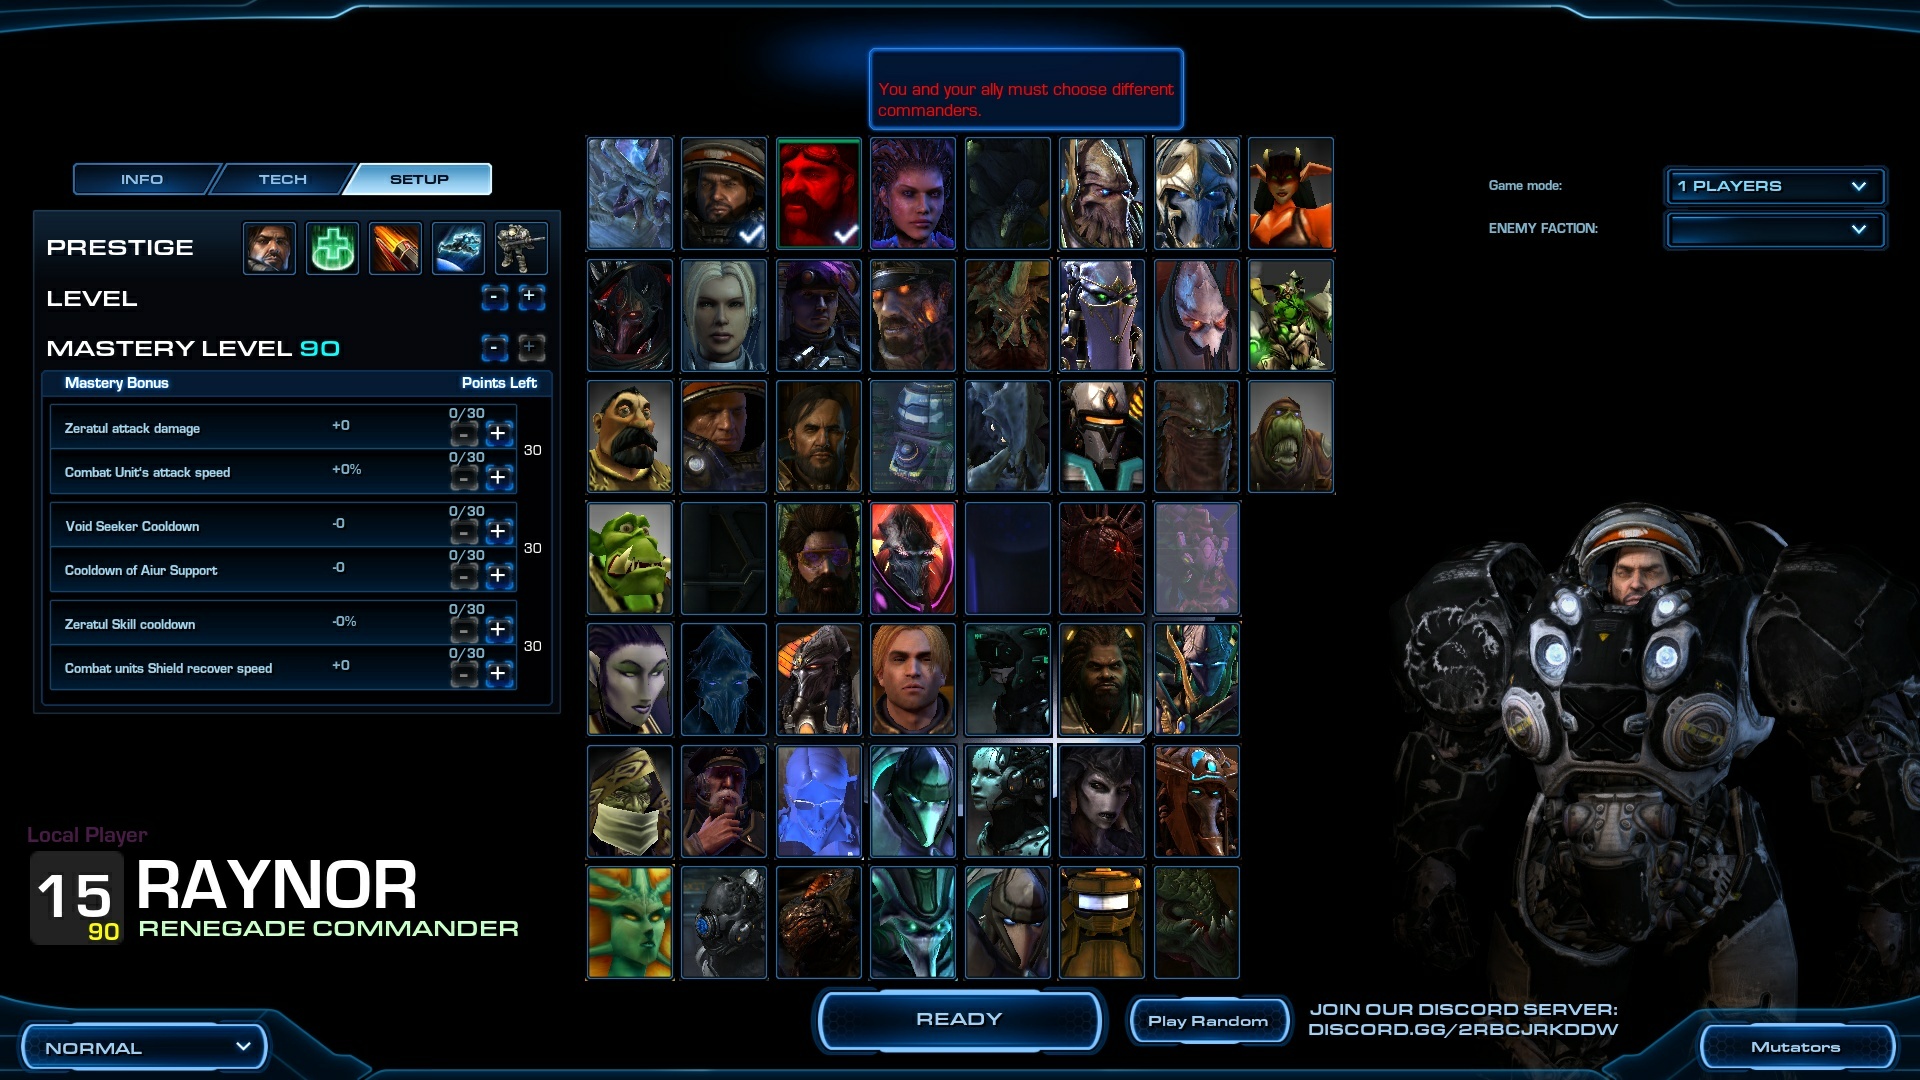 You and your ally must choose different
commanders.
INFO
TECH
SETUP
PRESTIGE
LEVEL
- +
MASTERY LEVEL 90
- +
Mastery Bonus
Points Left
Zeratul attack damage
+0
0/30
- +
Combat Unit's attack speed
+0%
0/30
- +
30
Void Seeker Cooldown
-0
0/30
- +
Cooldown of Aiur Support
-0
0/30
- +
30
Zeratul Skill cooldown
-0%
0/30
- +
Combat units Shield recover speed
+0
0/30
- +
30
Game mode:
1 PLAYERS
ENEMY FACTION:
Local Player
15
90
RAYNOR
RENEGADE COMMANDER
NORMAL
READY
Play Random
JOIN OUR DISCORD SERVER:
DISCORD.GG/2RBCJRKDDW
Mutators